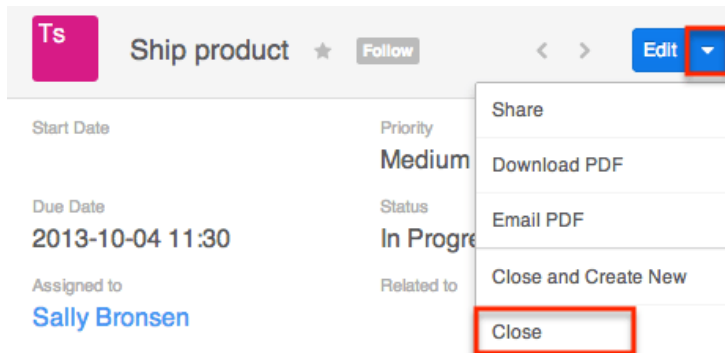 Ts
Ship product
Follow
Edit
Share
Download PDF
Email PDF
Close and Create New
Close
Start Date
Priority
Medium
Due Date
Status
2013-10-04 11:30
In Progre
Assigned to
Related to
Sally Bronsen